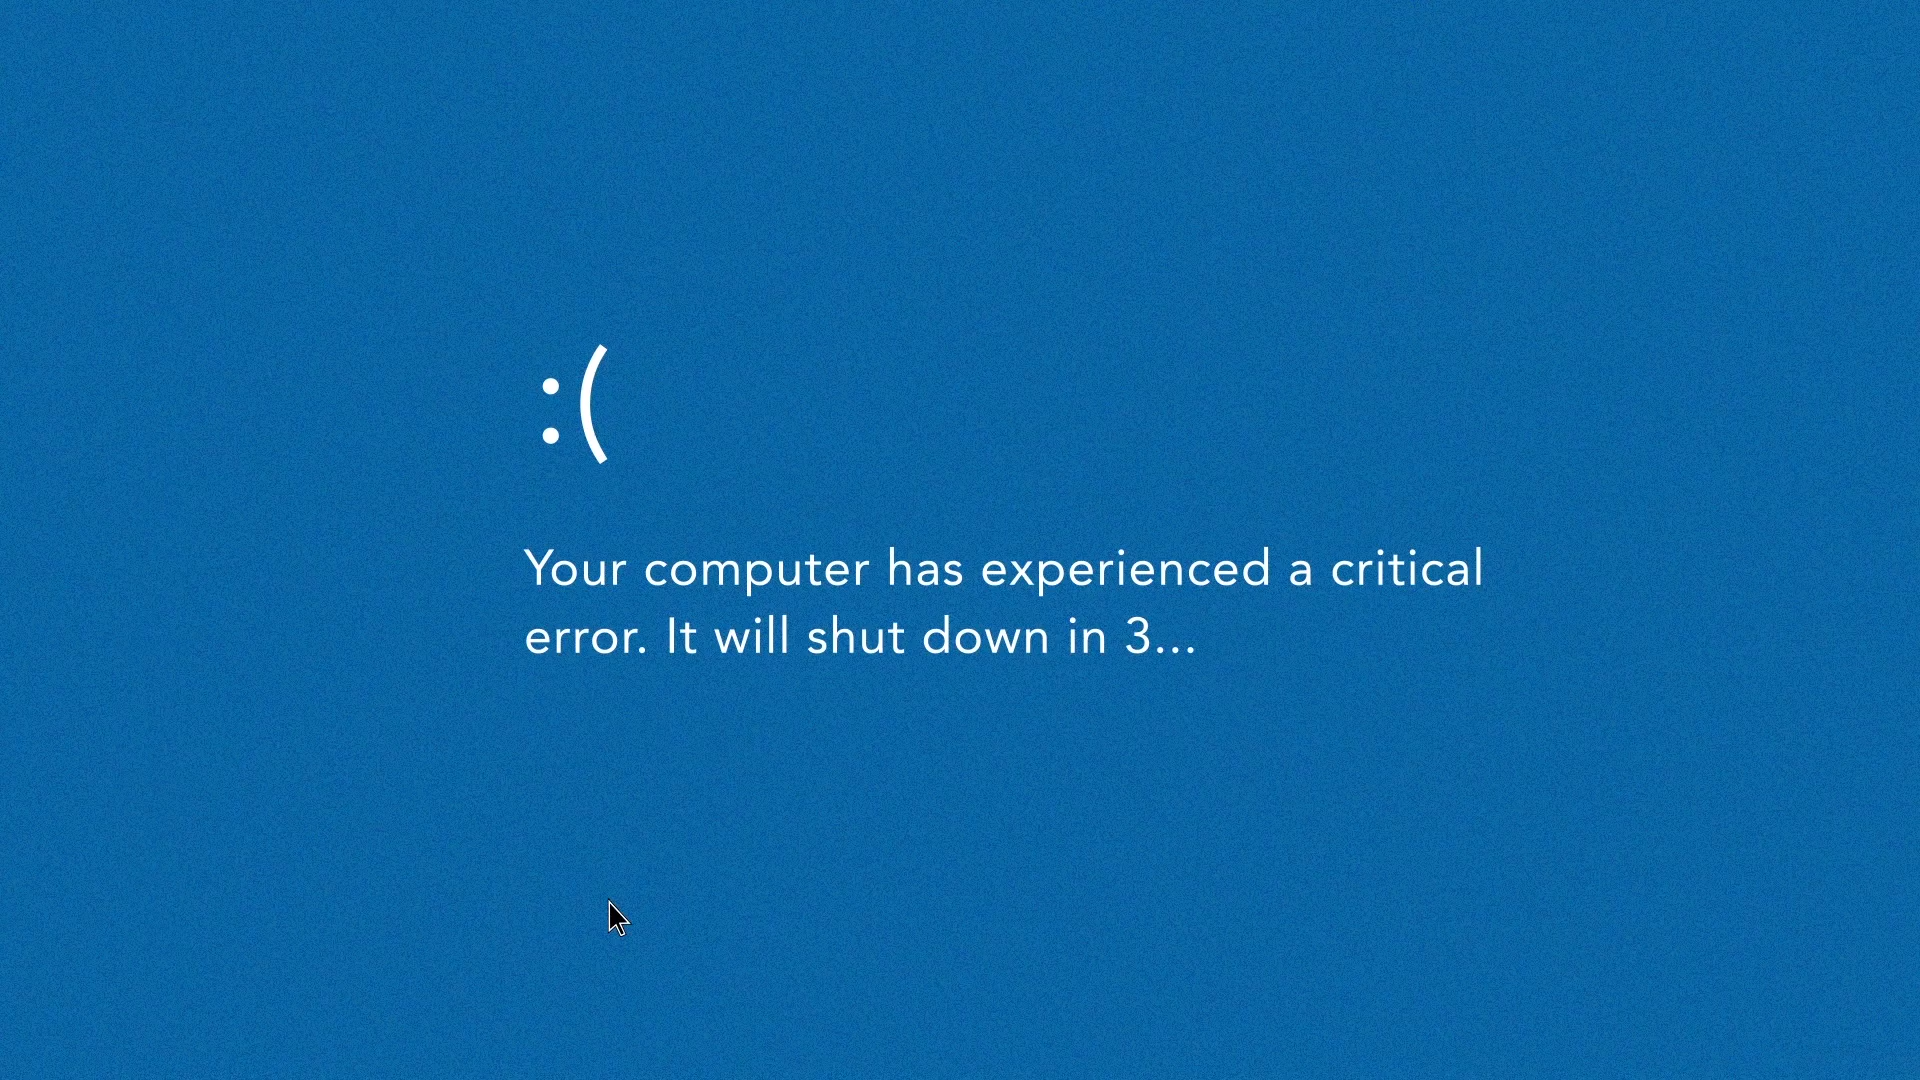 :(
Your computer has experienced a critical
error. It will shut down in 3...